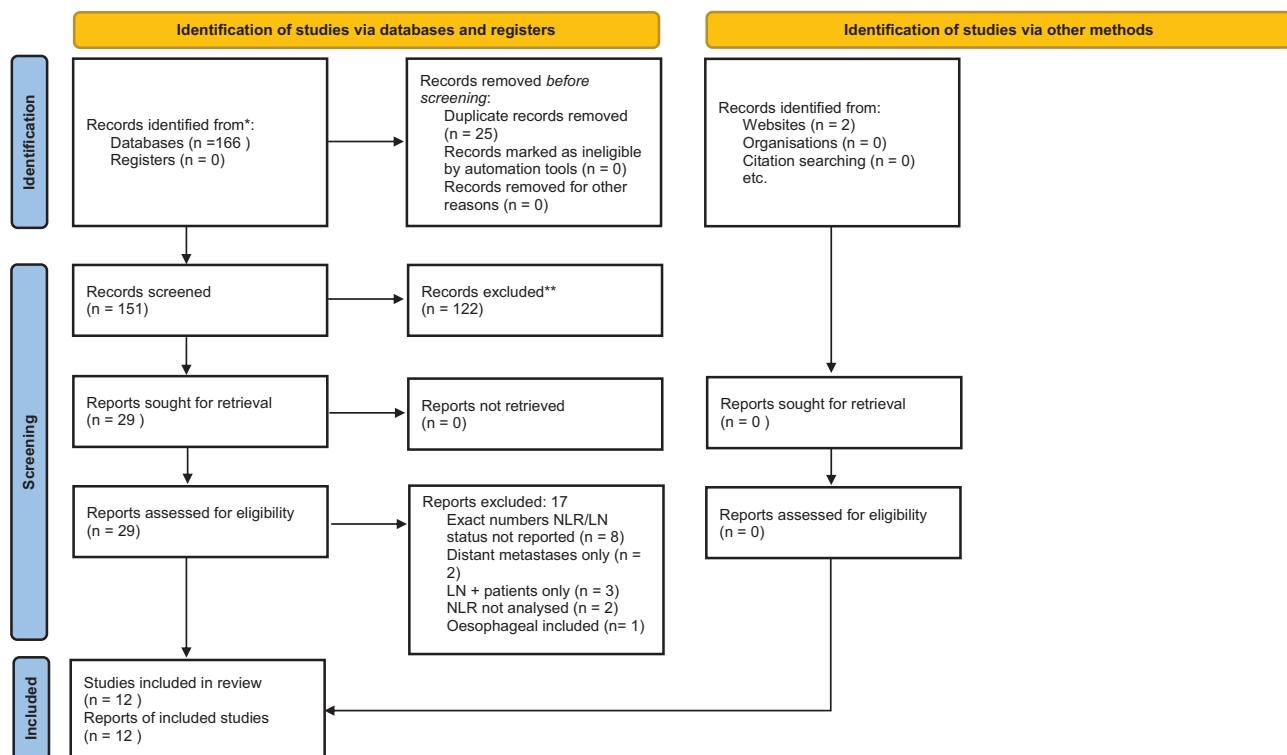 Identification of studies via databases and registers
Identification of studies via other methods
Identification
Records identified from*:
Databases (n =166 )
Registers (n = 0)
Records removed before
screening:
Duplicate records removed
(n = 25)
Records marked as ineligible
by automation tools (n = 0)
Records removed for other
reasons (n = 0)
Records identified from:
Websites (n = 2)
Organisations (n = 0)
Citation searching (n = 0)
etc.
Screening
Records screened
(n = 151)
Records excluded**
(n = 122)
Reports sought for retrieval
(n = 29 )
Reports not retrieved
(n = 0)
Reports sought for retrieval
(n = 0 )
Reports assessed for eligibility
(n = 29)
Reports excluded: 17
Exact numbers NLR/LN
status not reported (n = 8)
Distant metastases only (n =
2)
LN + patients only (n = 3)
NLR not analysed (n = 2)
Oesophageal included (n= 1)
Reports assessed for eligibility
(n = 0)
Included
Studies included in review
(n = 12 )
Reports of included studies
(n = 12 )